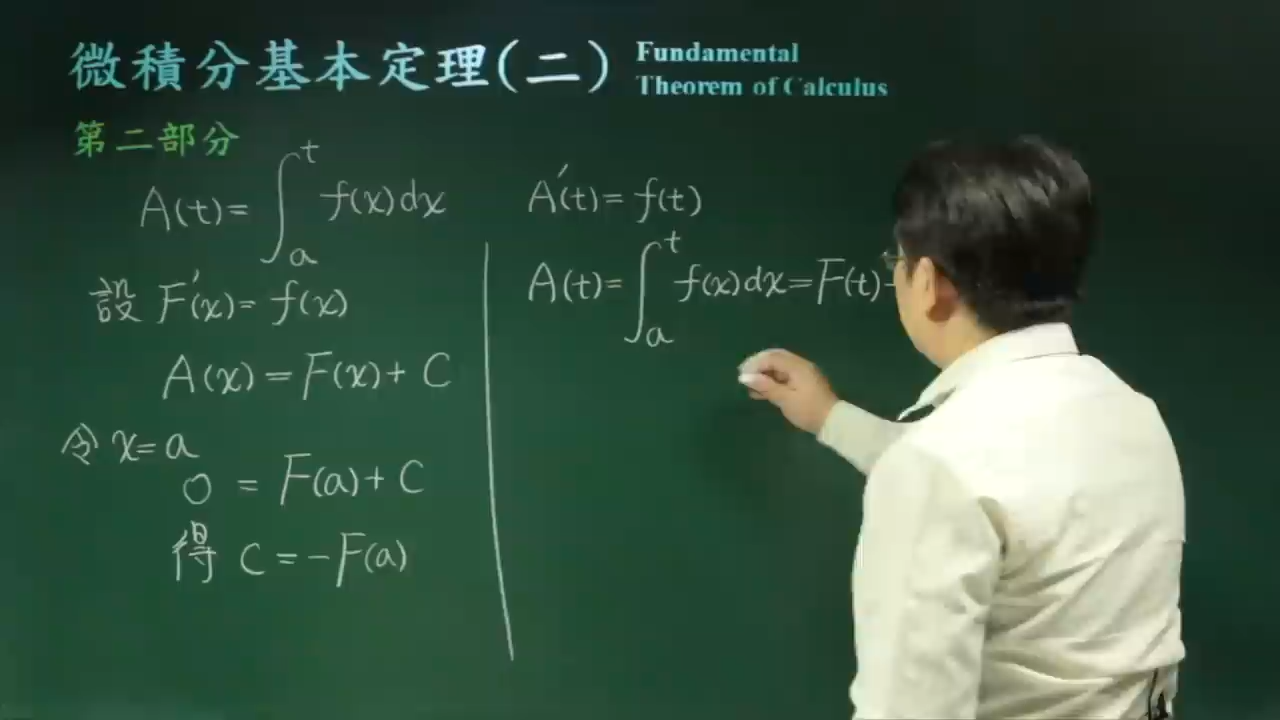 微積分基本定理(二)
Fundamental
Theorem of Calculus
第二部分
A(t)=∫ₐᵗ f(x)dx
設 F′(x)=f(x)
A(x)=F(x)+C
令 x=a
0=F(a)+C
得 C=-F(a)
A′(t)=f(t)
A(t)=∫ₐᵗ f(x)dx=F(t)-